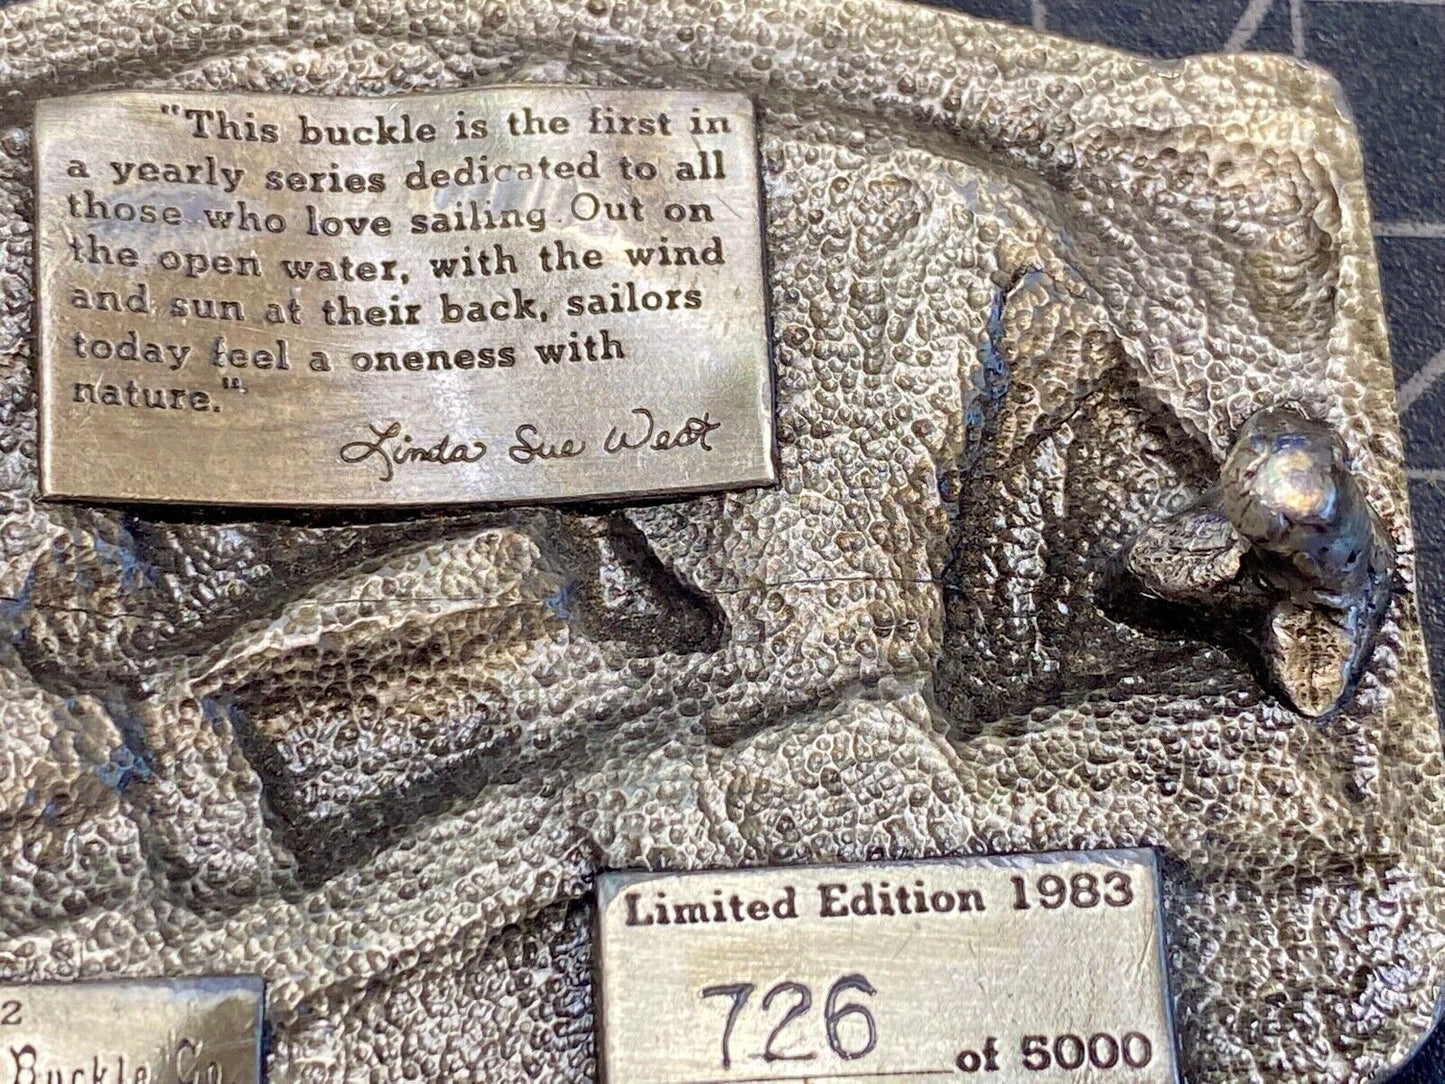 "This buckle is the first in
a yearly series dedicated to all
those who love sailing. Out on
the open water, with the wind
and sun at their back, sailors
today feel a oneness with
nature."
Linda Sue West
Limited Edition 1983
726
of 5000
2
Buckle Co